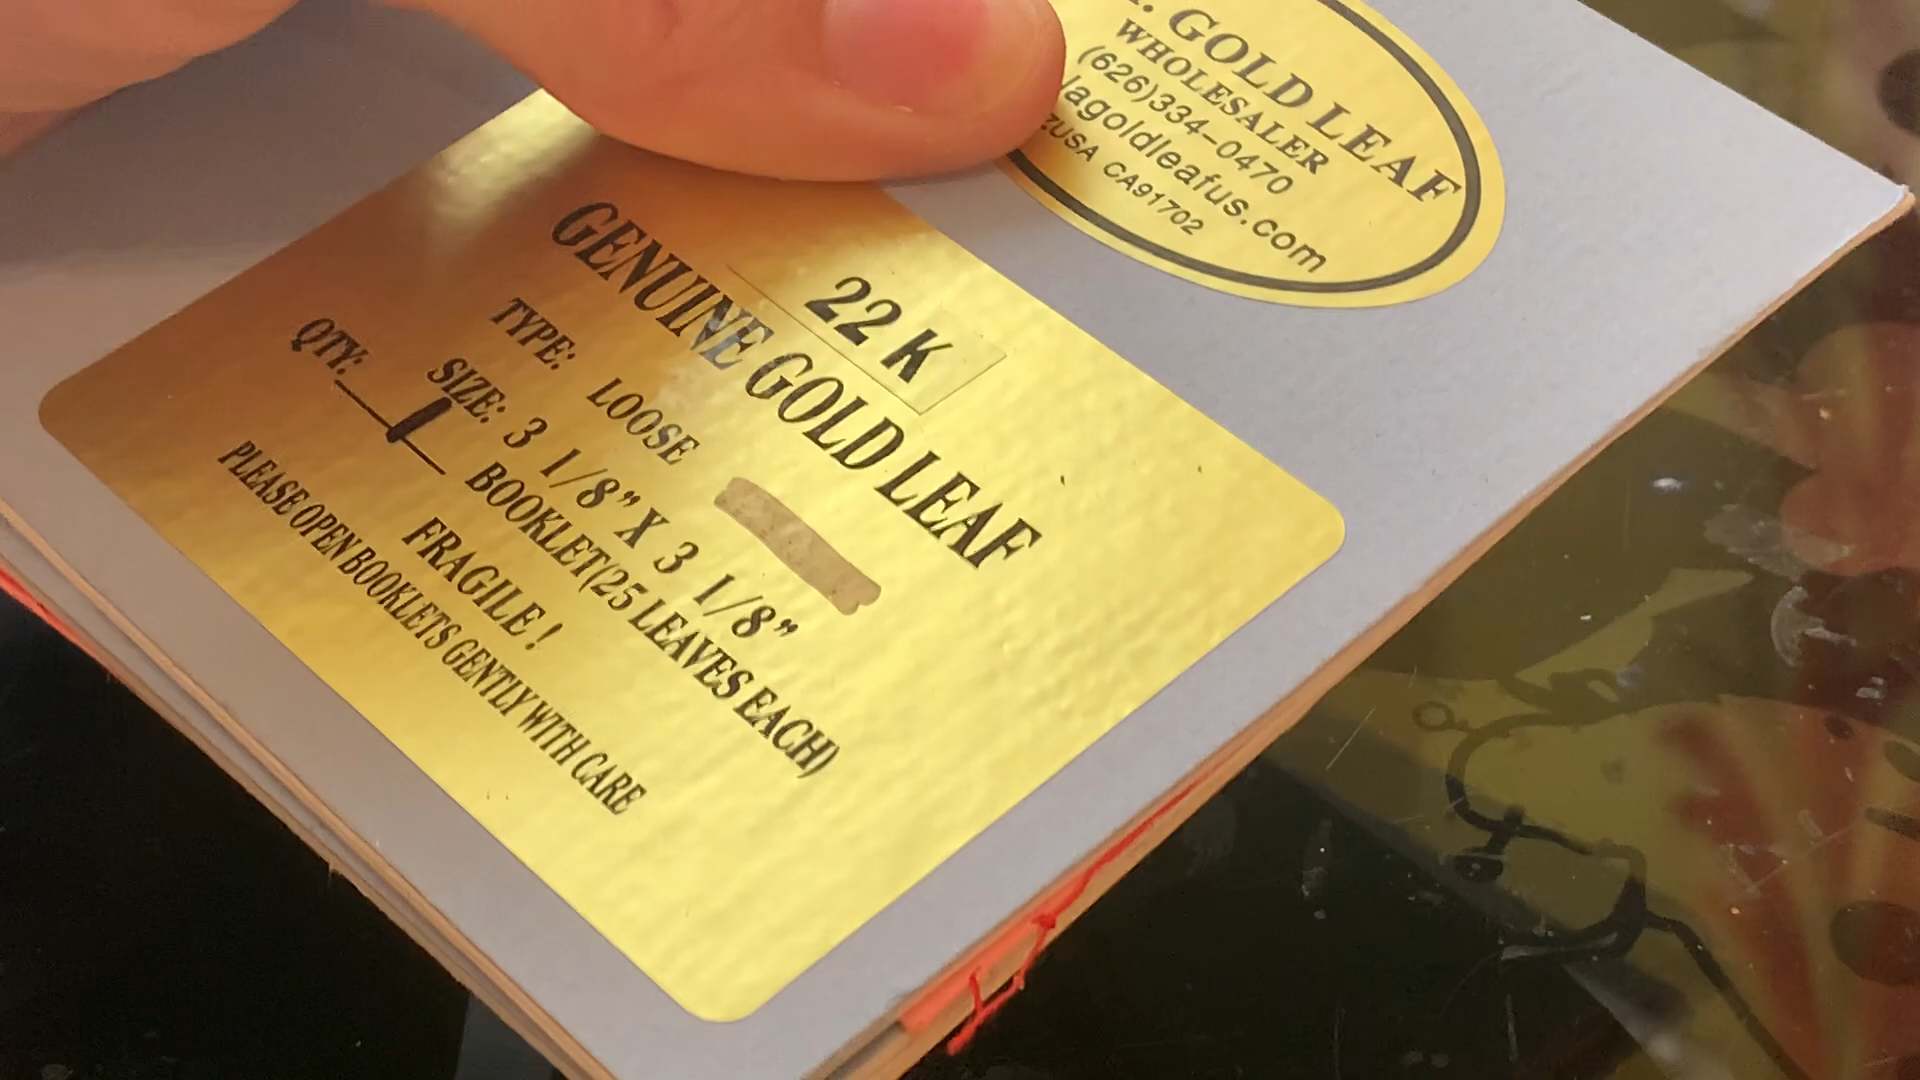 GOLD LEAF
WHOLESALER
(626)334-0470
lagoldleafus.com
ZUSA CA91702
22 K
GENUINE GOLD LEAF
TYPE: LOOSE
SIZE: 3 1/8" X 3 1/8"
QTY: 1 BOOKLET(25 LEAVES EACH)
FRAGILE!
PLEASE OPEN BOOKLETS GENTLY WITH CARE